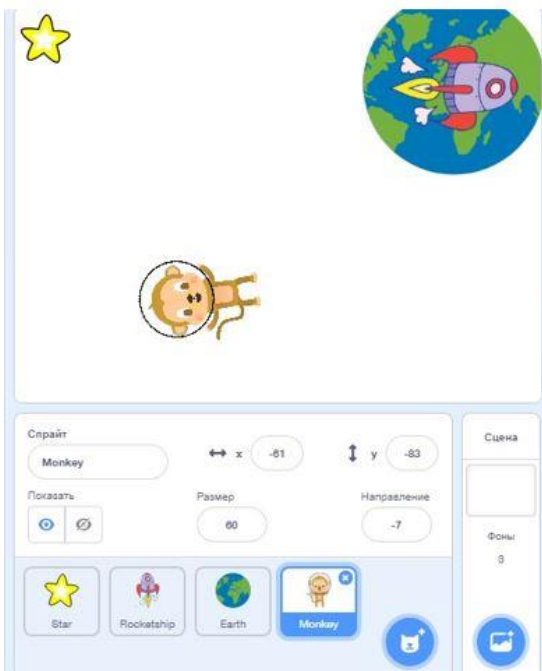 Спрайт
Monkey
x -61
y -83
Показать
Размер
60
Направление
-7
Сцена
Фоны
3
Star
Rocketship
Earth
Monkey